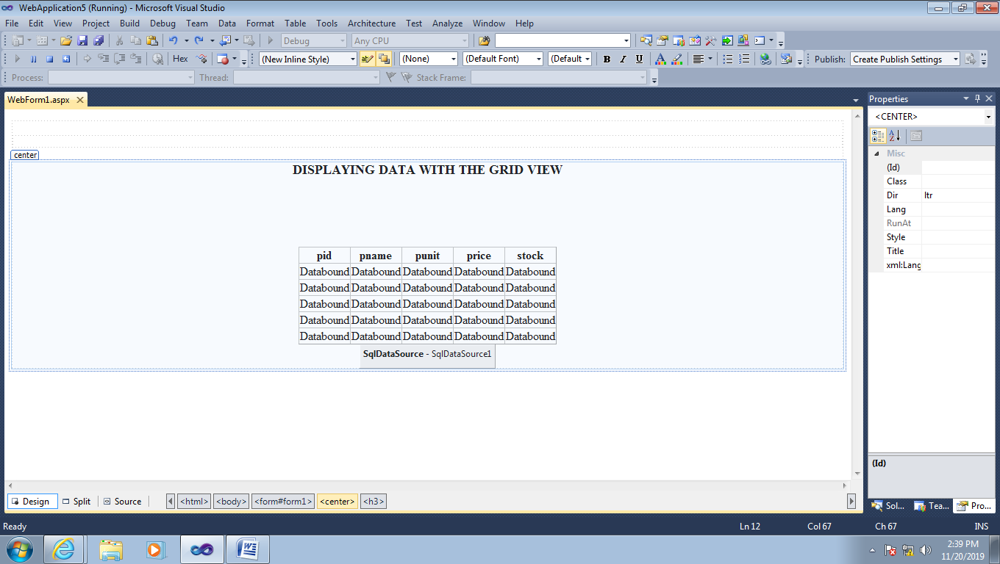 WebApplication5 (Running) - Microsoft Visual Studio
File Edit View Project Build Debug Team Data Format Table Tools Architecture Test Analyze Window Help
Debug Any CPU
Hex (New Inline Style) (None) (Default Font) (Default B I U A Publish: Create Publish Settings
Process: Thread: Stack Frame:
WebForm1.aspx
Properties
<CENTER>
A
Z
center
DISPLAYING DATA WITH THE GRID VIEW
pid pname punit price stock
Databound Databound Databound Databound Databound
Databound Databound Databound Databound Databound
Databound Databound Databound Databound Databound
Databound Databound Databound Databound Databound
Databound Databound Databound Databound Databound
SqlDataSource - SqlDataSource1
Misc
(Id)
Class
Dir ltr
Lang
RunAt
Style
Title
xml:Lang
(Id)
Design Split Source <html> <body> <form#form1> <center> <h3>
Sol... Tea... Pro...
Ready Ln 12 Col 67 Ch 67 INS
2:39 PM
11/20/2019